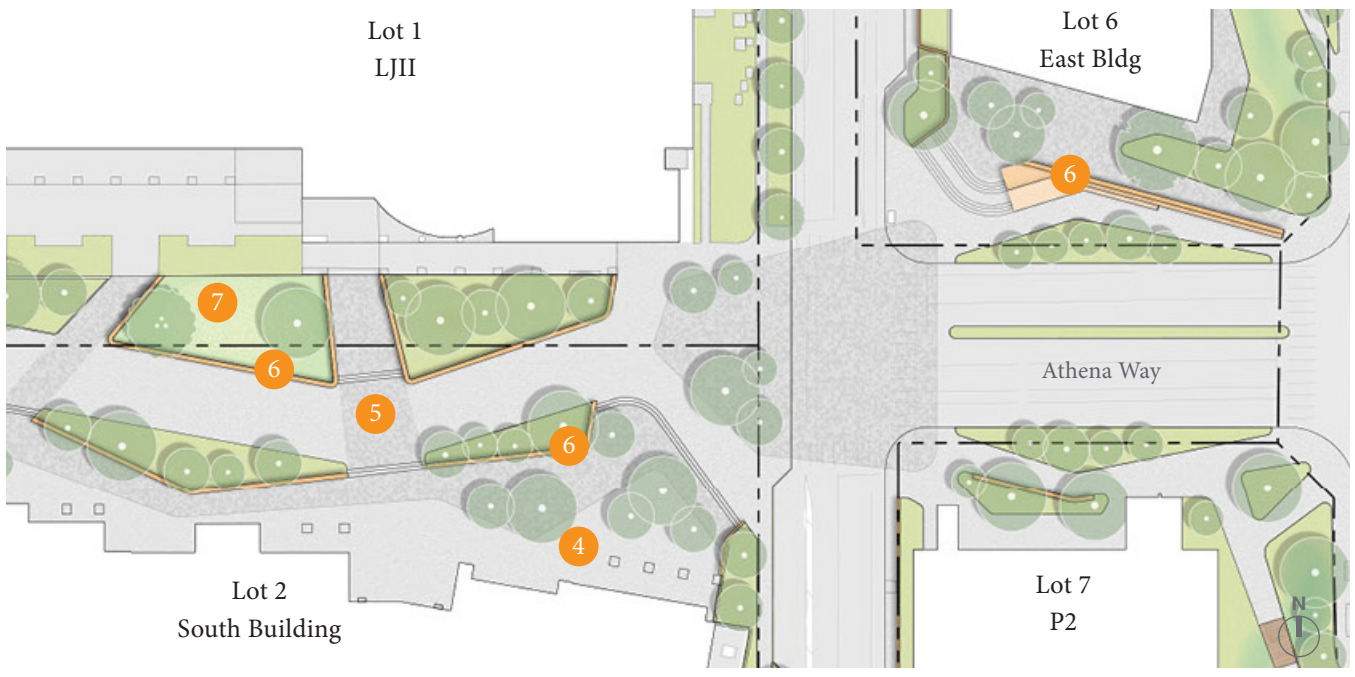 Lot 1
LJII
Lot 6
East Bldg
6
7
6
5
6
4
Athena Way
Lot 2
South Building
Lot 7
P2
N